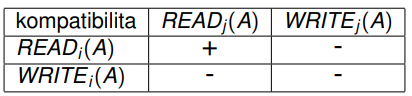 kompatibilita READⱼ(A) WRITEⱼ(A)
READᵢ(A) + -
WRITEᵢ(A) - -